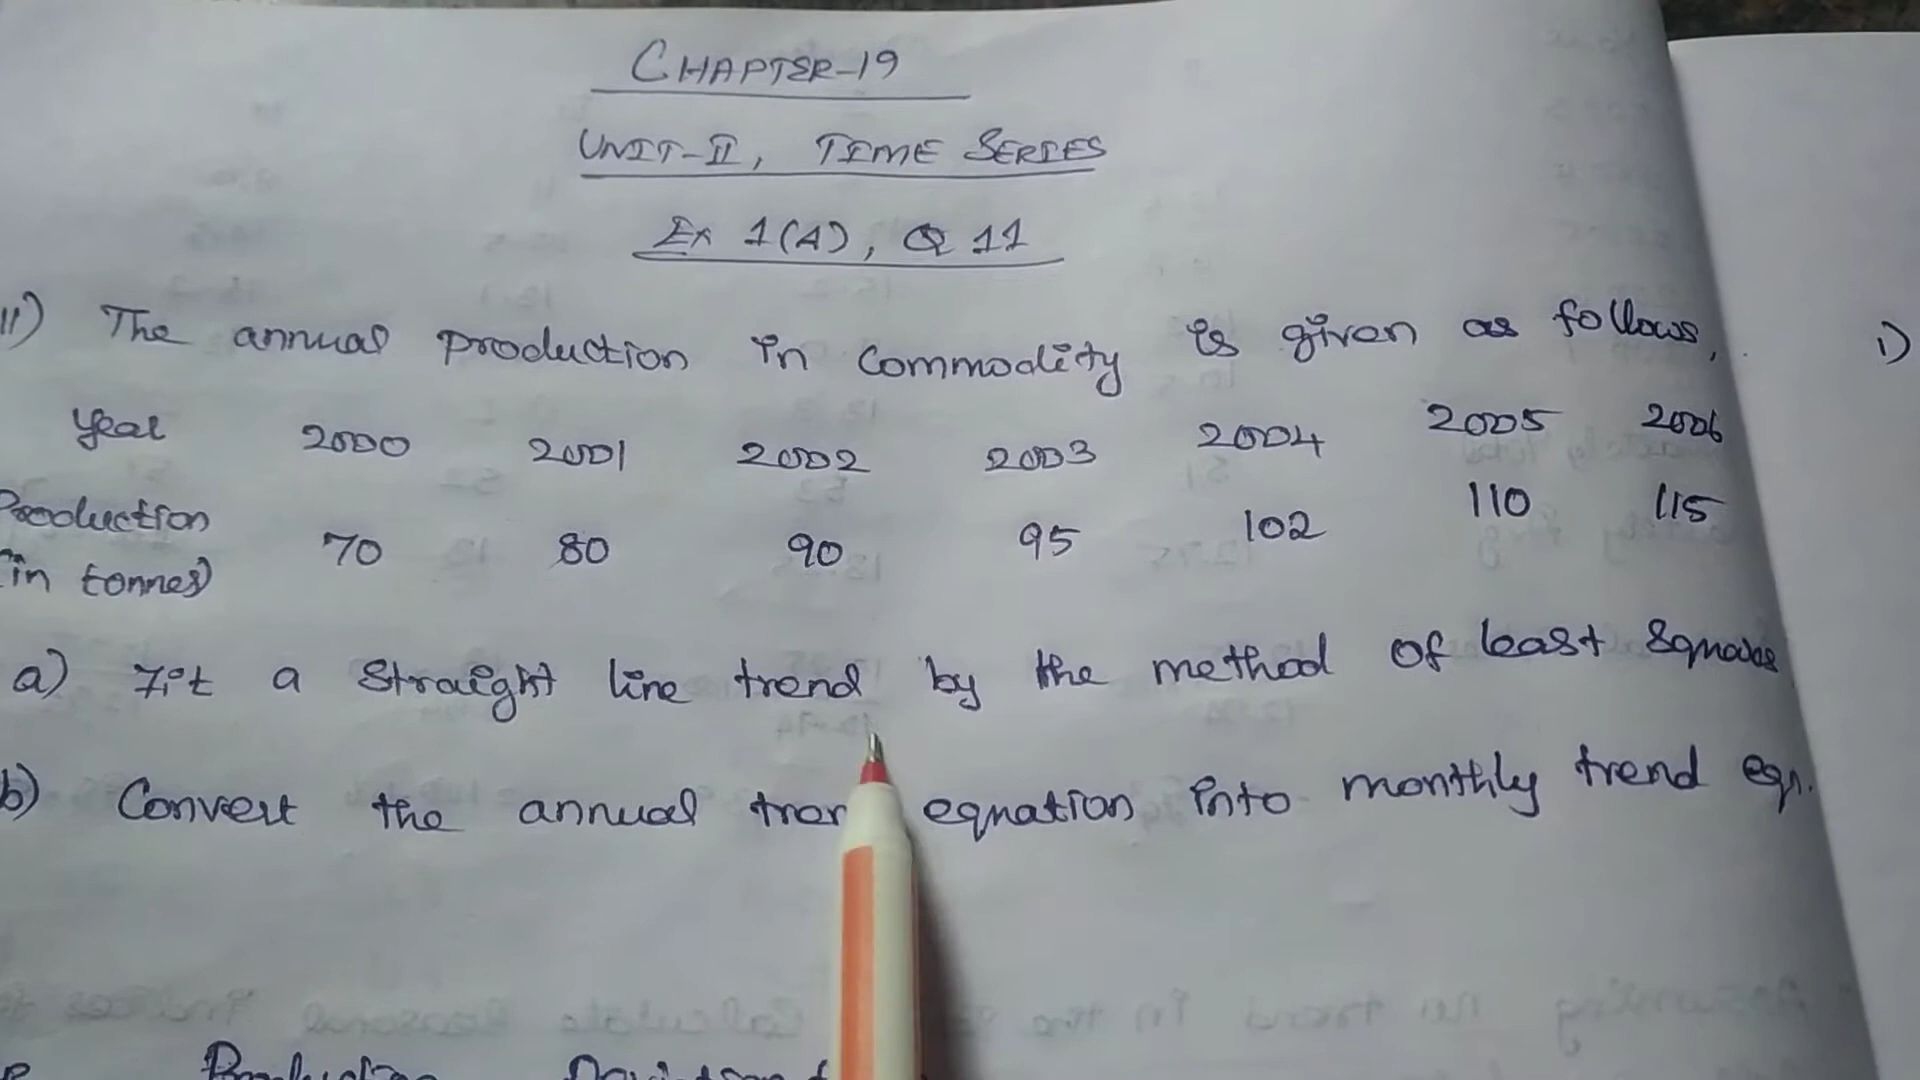 CHAPTER-19
UNIT-II, TIME SERIES
Ex 1(A), Q 11
11) The annual production in commodity is given as follows,
1)
Year 2000 2001 2002 2003 2004 2005 2006
Production
in tonnes) 70 80 90 95 102 110 115
a) Fit a straight line trend by the method of least squares
b) Convert the annual tren equation into monthly trend eqn.
Production